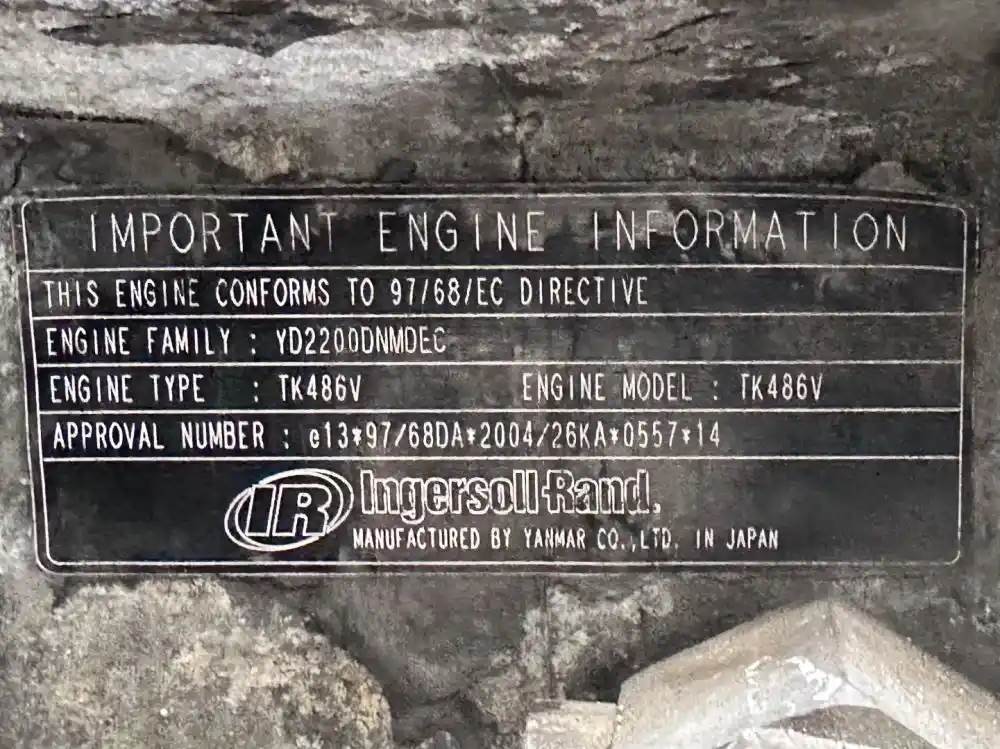 IMPORTANT ENGINE INFORMATION
THIS ENGINE CONFORMS TO 97/68/EC DIRECTIVE
ENGINE FAMILY : YD2200DNMDEC
ENGINE TYPE : TK486V ENGINE MODEL : TK486V
APPROVAL NUMBER : e13*97/68DA*2004/26KA*0557*14
IR Ingersoll-Rand.
MANUFACTURED BY YANMAR CO.,LTD. IN JAPAN